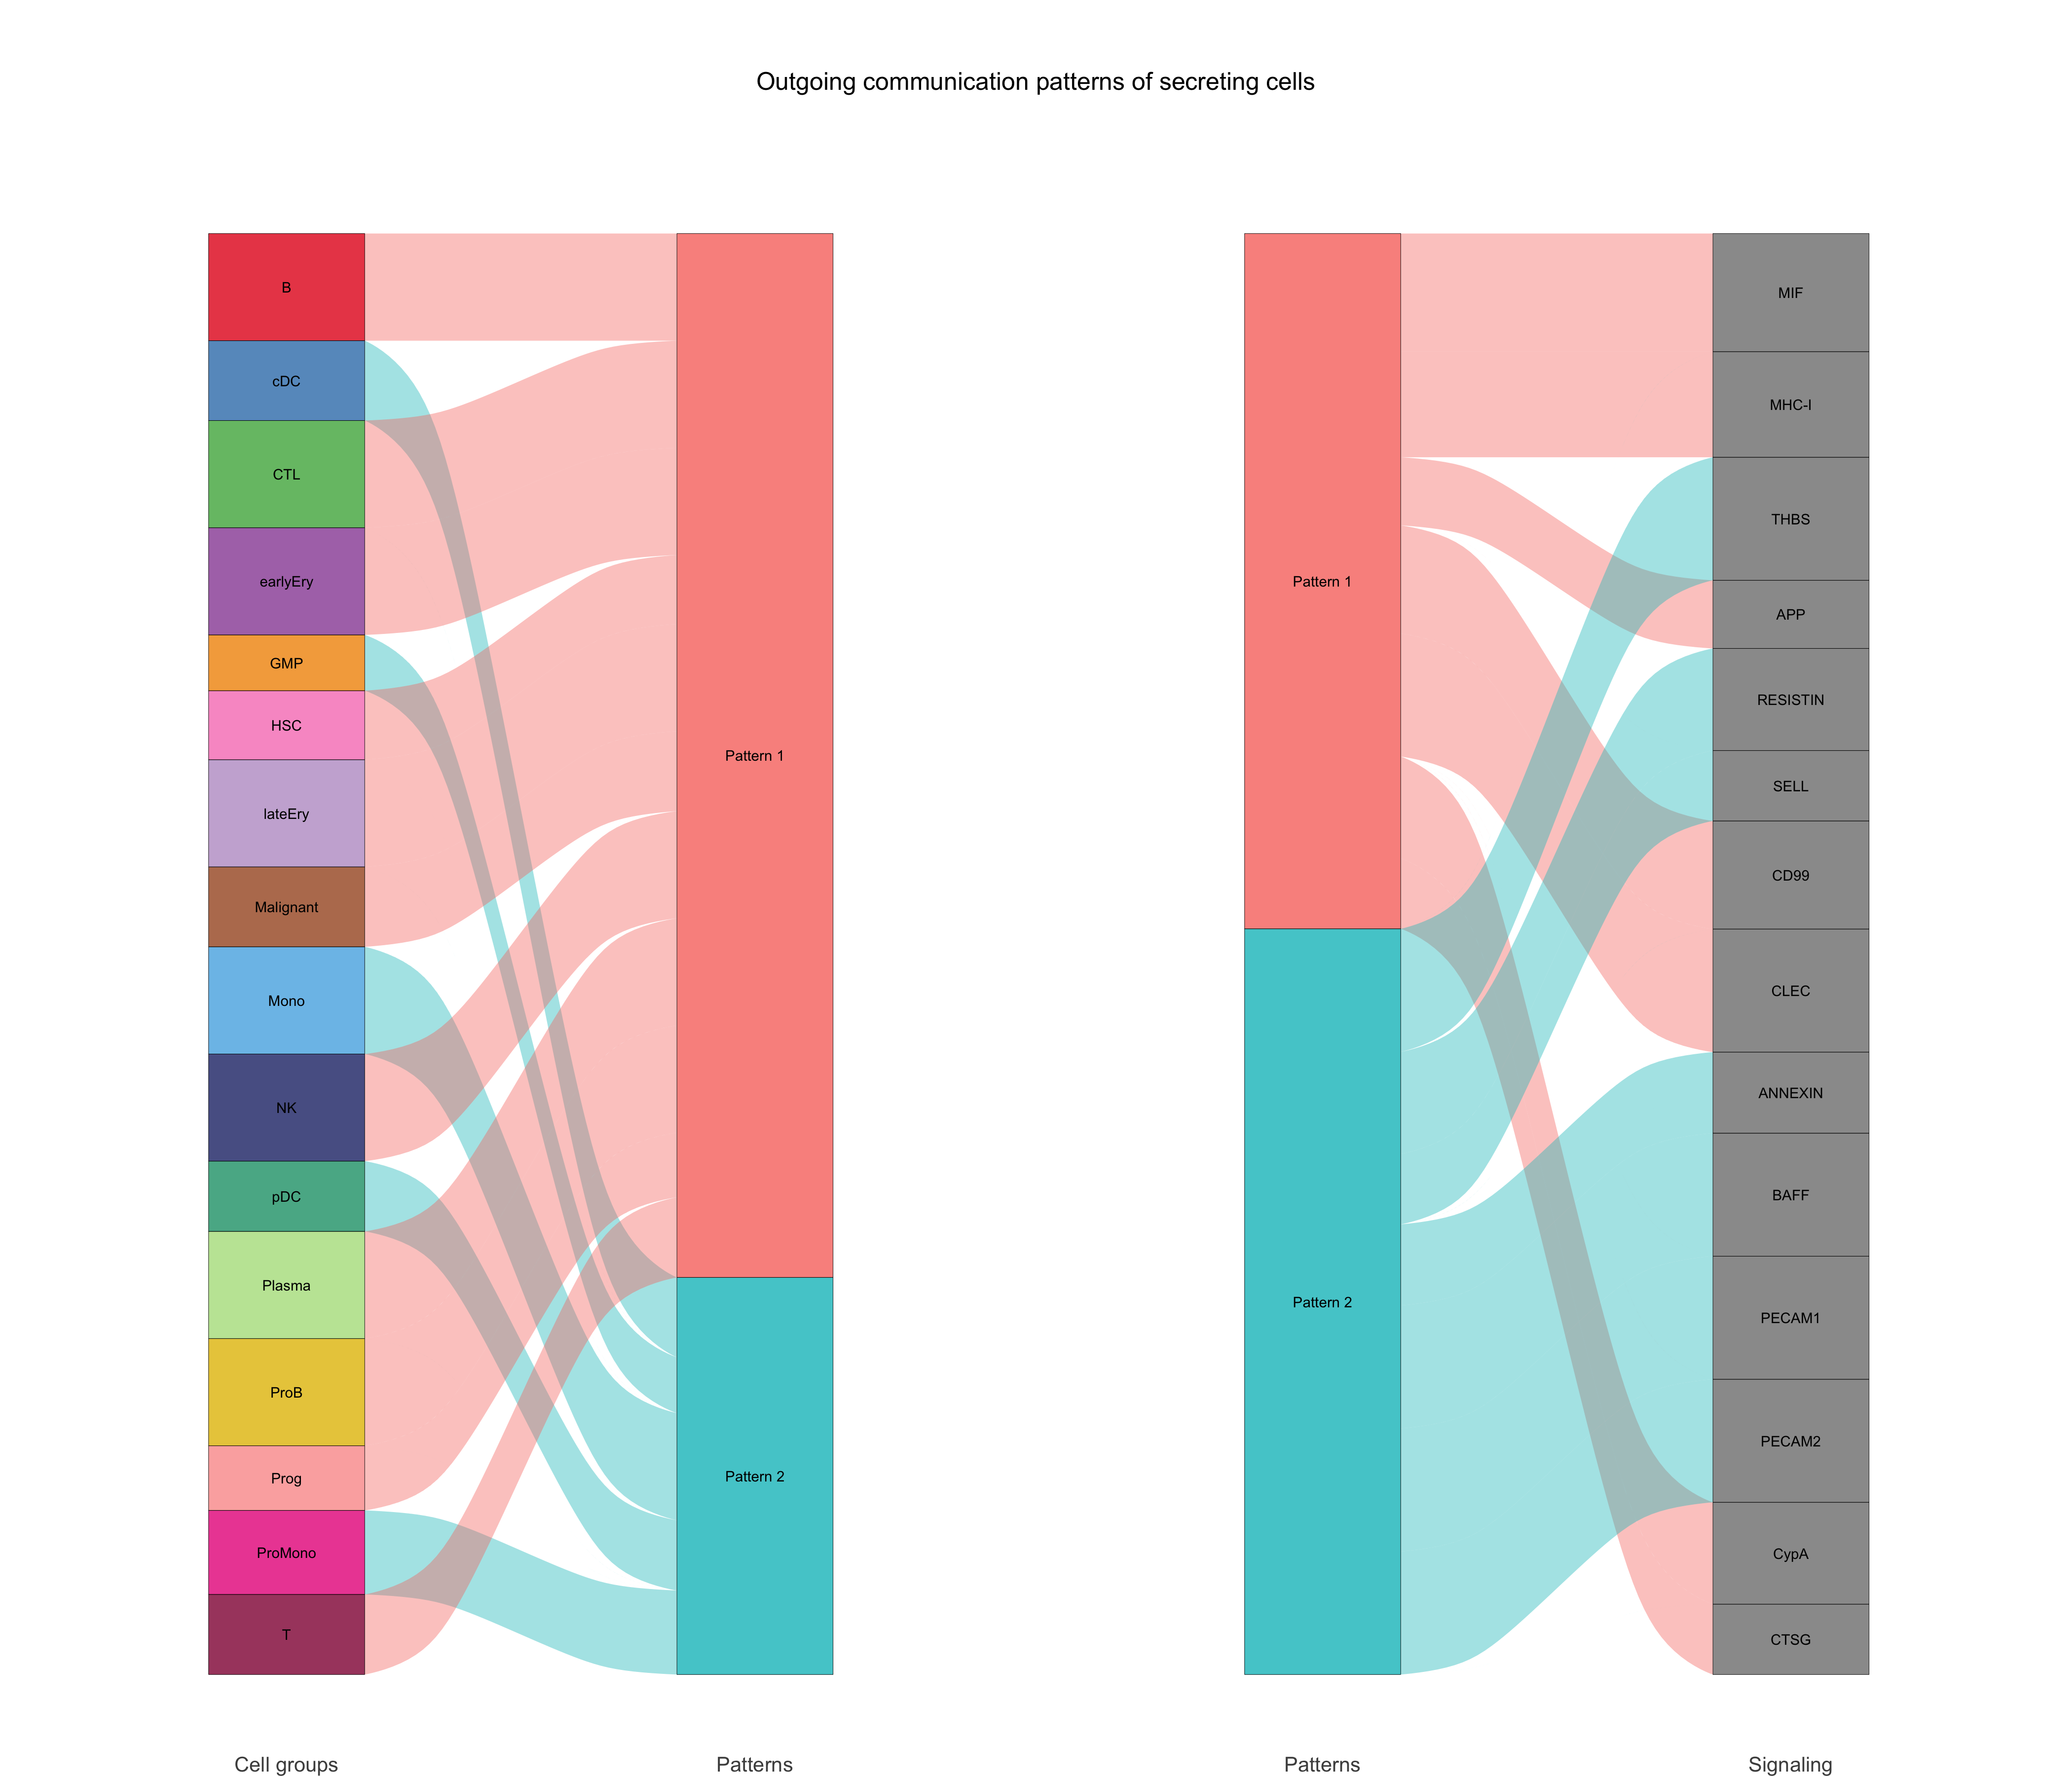 Outgoing communication patterns of secreting cells
B
cDC
CTL
earlyEry
GMP
HSC
lateEry
Malignant
Mono
NK
pDC
Plasma
ProB
Prog
ProMono
T
Pattern 1
Pattern 2
Pattern 1
Pattern 2
MIF
MHC-I
THBS
APP
RESISTIN
SELL
CD99
CLEC
ANNEXIN
BAFF
PECAM1
PECAM2
CypA
CTSG
Cell groups
Patterns
Patterns
Signaling